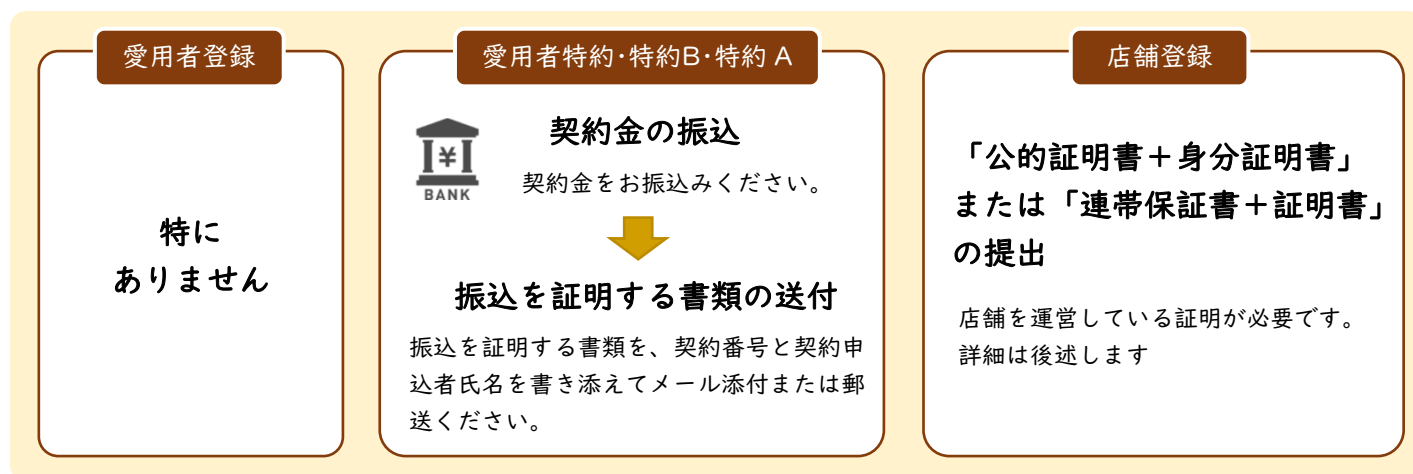 愛用者登録
特に
ありません
愛用者特約･特約B･特約 A
¥
BANK
契約金の振込
契約金をお振込みください。
振込を証明する書類の送付
振込を証明する書類を、契約番号と契約申
込者氏名を書き添えてメール添付または郵
送ください。
店舗登録
「公的証明書＋身分証明書」
または「連帯保証書＋証明書」
の提出
店舗を運営している証明が必要です。
詳細は後述します